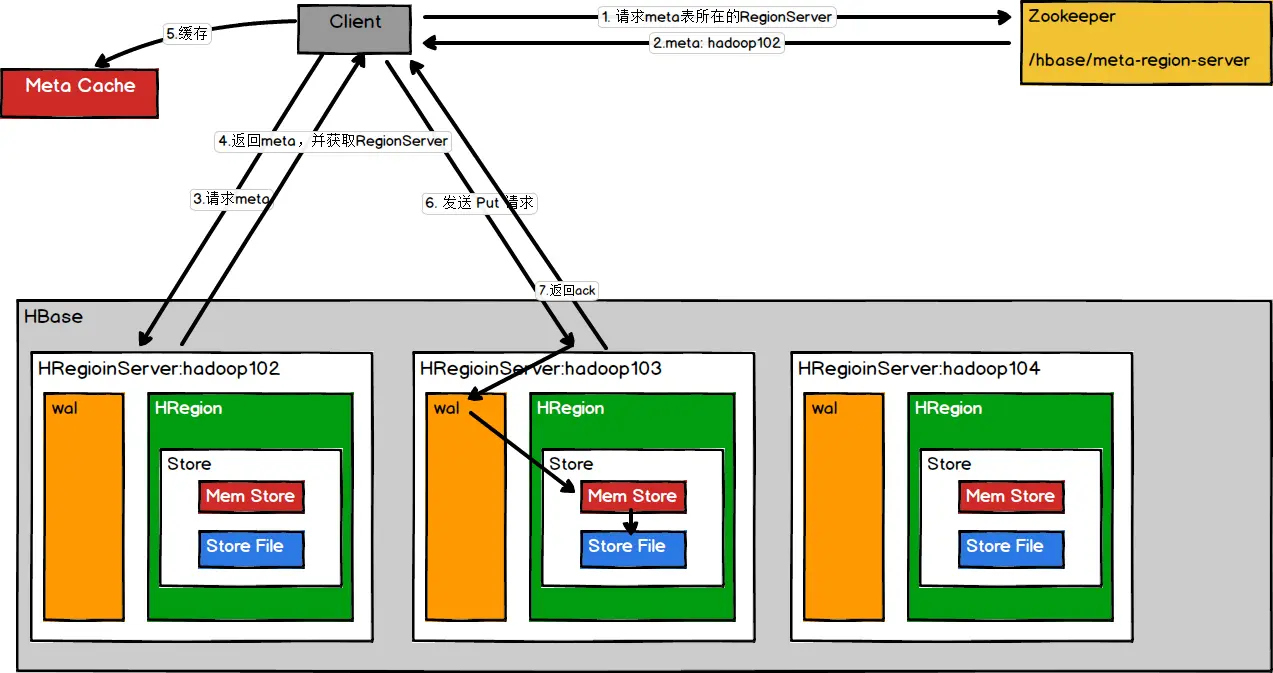 Client
1. 请求meta表所在的RegionServer
Zookeeper
5.缓存
2.meta: hadoop102
/hbase/meta-region-server
Meta Cache
4.返回meta，并获取RegionServer
3.请求meta
6. 发送 Put 请求
7.返回ack
HBase
HRegioinServer:hadoop102
wal
HRegion
Store
Mem Store
Store File
HRegioinServer:hadoop103
wal
HRegion
Store
Mem Store
Store File
HRegioinServer:hadoop104
wal
HRegion
Store
Mem Store
Store File